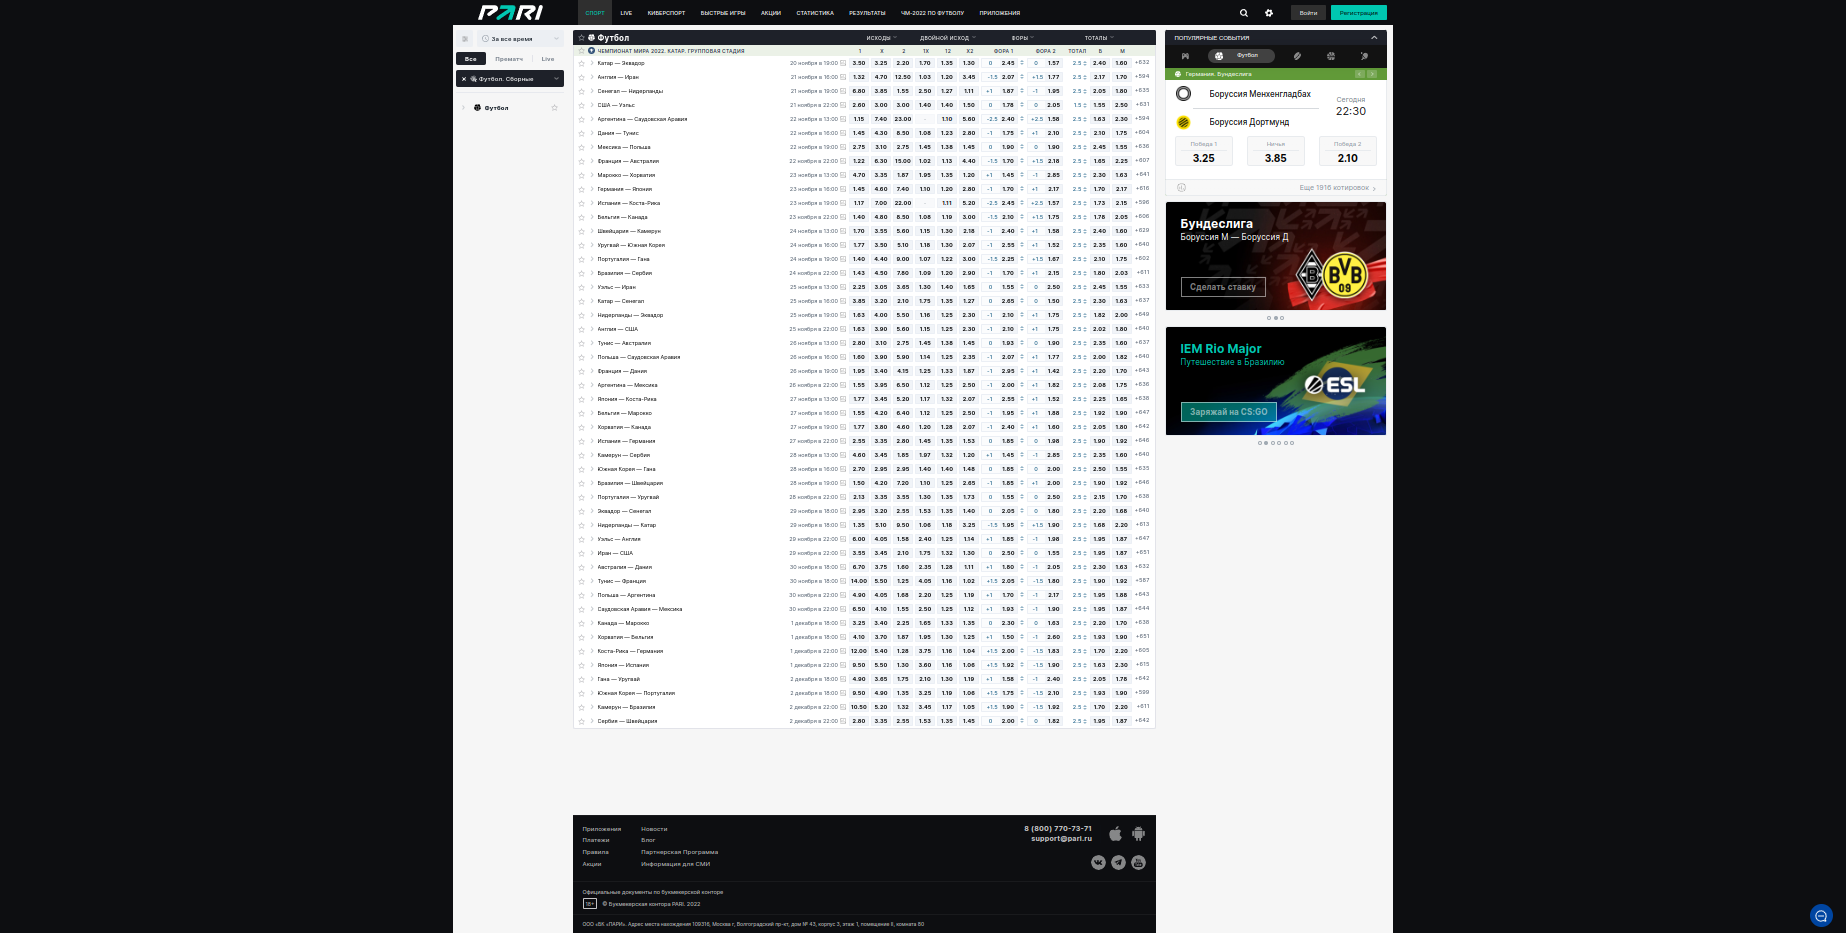 PARI
СПОРТ LIVE КИБЕРСПОРТ БЫСТРЫЕ ИГРЫ АКЦИИ СТАТИСТИКА РЕЗУЛЬТАТЫ ЧМ-2022 ПО ФУТБОЛУ ПРИЛОЖЕНИЯ Войти Регистрация
За все время
Все Прематч Live
Футбол. Сборные
Футбол
Футбол ИСХОДЫ ДВОЙНОЙ ИСХОД ФОРЫ ТОТАЛЫ
ЧЕМПИОНАТ МИРА 2022. КАТАР. ГРУППОВАЯ СТАДИЯ 1 X 2 1X 12 X2 ФОРА 1 ФОРА 2 ТОТАЛ Б М
Катар — Эквадор 20 ноября в 19:00 3.50 3.25 2.20 1.70 1.35 1.30 0 2.45 0 1.57 2.5 2.40 1.60 +632
Англия — Иран 21 ноября в 16:00 1.32 4.70 12.50 1.03 1.20 3.45 -1.5 2.07 +1.5 1.77 2.5 2.17 1.70 +594
Сенегал — Нидерланды 21 ноября в 19:00 6.80 3.85 1.55 2.50 1.27 1.11 +1 1.87 -1 1.95 2.5 2.05 1.80 +635
США — Уэльс 21 ноября в 22:00 2.60 3.00 3.00 1.40 1.40 1.50 0 1.78 0 2.05 1.5 1.55 2.50 +631
Аргентина — Саудовская Аравия 22 ноября в 13:00 1.15 7.40 23.00 - 1.10 5.60 -2.5 2.40 +2.5 1.58 2.5 1.63 2.30 +594
Дания — Тунис 22 ноября в 16:00 1.45 4.30 8.50 1.08 1.23 2.80 -1 1.75 +1 2.10 2.5 2.10 1.75 +604
Мексика — Польша 22 ноября в 19:00 2.75 3.10 2.75 1.45 1.38 1.45 0 1.90 0 1.90 2.5 2.45 1.55 +636
Франция — Австралия 22 ноября в 22:00 1.22 6.30 15.00 1.02 1.13 4.40 -1.5 1.70 +1.5 2.18 2.5 1.65 2.25 +607
Марокко — Хорватия 23 ноября в 13:00 4.70 3.35 1.87 1.95 1.35 1.20 +1 1.45 -1 2.85 2.5 2.30 1.63 +641
Германия — Япония 23 ноября в 16:00 1.45 4.60 7.40 1.10 1.20 2.80 -1 1.70 +1 2.17 2.5 1.70 2.17 +616
Испания — Коста-Рика 23 ноября в 19:00 1.17 7.00 22.00 - 1.11 5.20 -2.5 2.45 +2.5 1.57 2.5 1.73 2.15 +596
Бельгия — Канада 23 ноября в 22:00 1.40 4.80 8.50 1.08 1.19 3.00 -1.5 2.10 +1.5 1.75 2.5 1.78 2.05 +606
Швейцария — Камерун 24 ноября в 13:00 1.70 3.55 5.60 1.15 1.30 2.18 -1 2.40 +1 1.58 2.5 2.40 1.60 +629
Уругвай — Южная Корея 24 ноября в 16:00 1.77 3.50 5.10 1.18 1.30 2.07 -1 2.55 +1 1.52 2.5 2.35 1.60 +640
Португалия — Гана 24 ноября в 19:00 1.40 4.40 9.00 1.07 1.22 3.00 -1.5 2.25 +1.5 1.67 2.5 2.10 1.75 +602
Бразилия — Сербия 24 ноября в 22:00 1.43 4.50 7.80 1.09 1.20 2.90 -1 1.70 +1 2.15 2.5 1.80 2.03 +611
Уэльс — Иран 25 ноября в 13:00 2.25 3.05 3.65 1.30 1.40 1.65 0 1.55 0 2.50 2.5 2.45 1.55 +633
Катар — Сенегал 25 ноября в 16:00 3.85 3.20 2.10 1.75 1.35 1.27 0 2.65 0 1.50 2.5 2.30 1.63 +637
Нидерланды — Эквадор 25 ноября в 19:00 1.63 4.00 5.50 1.16 1.25 2.30 -1 2.10 +1 1.75 2.5 1.82 2.00 +649
Англия — США 25 ноября в 22:00 1.63 3.90 5.60 1.15 1.25 2.30 -1 2.10 +1 1.75 2.5 2.02 1.80 +640
Тунис — Австралия 26 ноября в 13:00 2.80 3.10 2.75 1.45 1.38 1.45 0 1.93 0 1.90 2.5 2.35 1.60 +637
Польша — Саудовская Аравия 26 ноября в 16:00 1.60 3.90 5.90 1.14 1.25 2.35 -1 2.07 +1 1.77 2.5 2.00 1.82 +640
Франция — Дания 26 ноября в 19:00 1.95 3.40 4.15 1.25 1.33 1.87 -1 2.95 +1 1.42 2.5 2.20 1.70 +643
Аргентина — Мексика 26 ноября в 22:00 1.55 3.95 6.50 1.12 1.25 2.50 -1 2.00 +1 1.82 2.5 2.08 1.75 +636
Япония — Коста-Рика 27 ноября в 13:00 1.77 3.45 5.20 1.17 1.32 2.07 -1 2.55 +1 1.52 2.5 2.25 1.65 +638
Бельгия — Марокко 27 ноября в 16:00 1.55 4.20 6.40 1.12 1.25 2.50 -1 1.95 +1 1.88 2.5 1.92 1.90 +647
Хорватия — Канада 27 ноября в 19:00 1.77 3.80 4.60 1.20 1.28 2.07 -1 2.40 +1 1.60 2.5 2.05 1.80 +642
Испания — Германия 27 ноября в 22:00 2.55 3.35 2.80 1.45 1.35 1.53 0 1.85 0 1.98 2.5 1.90 1.92 +646
Камерун — Сербия 28 ноября в 13:00 4.60 3.45 1.85 1.97 1.32 1.20 +1 1.45 -1 2.85 2.5 2.35 1.60 +640
Южная Корея — Гана 28 ноября в 16:00 2.70 2.95 2.95 1.40 1.40 1.48 0 1.85 0 2.00 2.5 2.50 1.55 +635
Бразилия — Швейцария 28 ноября в 19:00 1.50 4.20 7.20 1.10 1.25 2.65 -1 1.85 +1 2.00 2.5 1.90 1.92 +646
Португалия — Уругвай 28 ноября в 22:00 2.13 3.35 3.55 1.30 1.35 1.73 0 1.55 0 2.50 2.5 2.15 1.70 +638
Эквадор — Сенегал 29 ноября в 18:00 2.95 3.20 2.55 1.53 1.35 1.40 0 2.05 0 1.80 2.5 2.20 1.68 +640
Нидерланды — Катар 29 ноября в 18:00 1.35 5.10 9.50 1.06 1.18 3.25 -1.5 1.95 +1.5 1.90 2.5 1.68 2.20 +613
Уэльс — Англия 29 ноября в 22:00 6.00 4.05 1.58 2.40 1.25 1.14 +1 1.85 -1 1.98 2.5 1.95 1.87 +647
Иран — США 29 ноября в 22:00 3.55 3.45 2.10 1.75 1.32 1.30 0 2.50 0 1.55 2.5 1.95 1.87 +651
Австралия — Дания 30 ноября в 18:00 6.70 3.75 1.60 2.35 1.28 1.11 +1 1.80 -1 2.05 2.5 2.30 1.63 +632
Тунис — Франция 30 ноября в 18:00 14.00 5.50 1.25 4.05 1.16 1.02 +1.5 2.05 -1.5 1.80 2.5 1.90 1.92 +587
Польша — Аргентина 30 ноября в 22:00 4.90 4.05 1.68 2.20 1.25 1.19 +1 1.70 -1 2.17 2.5 1.95 1.88 +643
Саудовская Аравия — Мексика 30 ноября в 22:00 6.50 4.10 1.55 2.50 1.25 1.12 +1 1.93 -1 1.90 2.5 1.95 1.87 +644
Канада — Марокко 1 декабря в 18:00 3.25 3.40 2.25 1.65 1.33 1.35 0 2.30 0 1.63 2.5 2.20 1.70 +638
Хорватия — Бельгия 1 декабря в 18:00 4.10 3.70 1.87 1.95 1.30 1.25 +1 1.50 -1 2.60 2.5 1.93 1.90 +651
Коста-Рика — Германия 1 декабря в 22:00 12.00 5.40 1.28 3.75 1.16 1.04 +1.5 2.00 -1.5 1.83 2.5 1.70 2.20 +605
Япония — Испания 1 декабря в 22:00 9.50 5.50 1.30 3.60 1.16 1.06 +1.5 1.92 -1.5 1.90 2.5 1.63 2.30 +615
Гана — Уругвай 2 декабря в 18:00 4.90 3.65 1.75 2.10 1.30 1.19 +1 1.58 -1 2.40 2.5 2.05 1.78 +642
Южная Корея — Португалия 2 декабря в 18:00 9.50 4.90 1.35 3.25 1.19 1.06 +1.5 1.75 -1.5 2.10 2.5 1.93 1.90 +599
Камерун — Бразилия 2 декабря в 22:00 10.50 5.20 1.32 3.45 1.17 1.05 +1.5 1.90 -1.5 1.92 2.5 1.70 2.20 +611
Сербия — Швейцария 2 декабря в 22:00 2.80 3.35 2.55 1.53 1.35 1.45 0 2.00 0 1.82 2.5 1.95 1.87 +642
ПОПУЛЯРНЫЕ СОБЫТИЯ
Футбол
Германия. Бундеслига
Боруссия Менхенгладбах
Сегодня
22:30
Боруссия Дортмунд
Победа 1 Ничья Победа 2
3.25 3.85 2.10
Еще 1916 котировок
Бундеслига
Боруссия М — Боруссия Д
Сделать ставку
BVB
09
IEM Rio Major
Путешествие в Бразилию
ESL
Заряжай на CS:GO
Приложения Новости
Платежи Блог
Правила Партнерская Программа
Акции Информация для СМИ
8 (800) 770-73-71
support@pari.ru
Официальные документы по букмекерской конторе
18+ © Букмекерская контора PARI. 2022
ООО «БК «ПАРИ». Адрес места нахождения 109316, Москва г, Волгоградский пр-кт, дом № 43, корпус 3, этаж 1, помещение II, комната 80